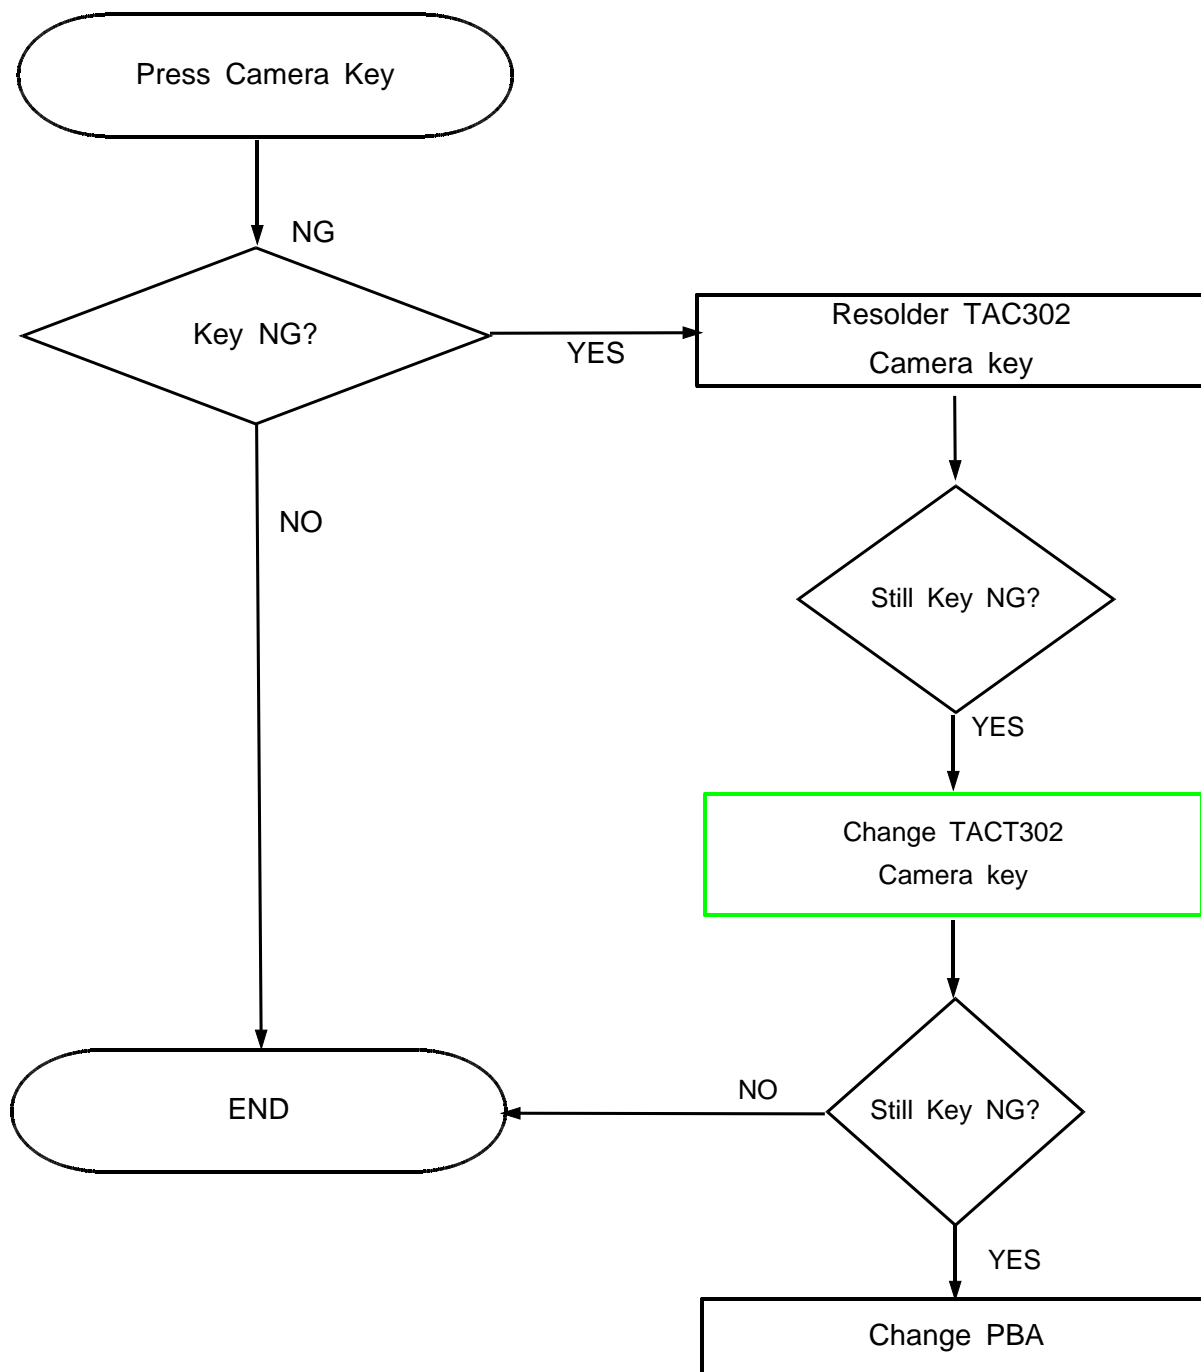 Press Camera Key
NG
Key NG?
YES
Resolder TAC302
Camera key
NO
Still Key NG?
YES
Change TACT302
Camera key
END
NO
Still Key NG?
YES
Change PBA